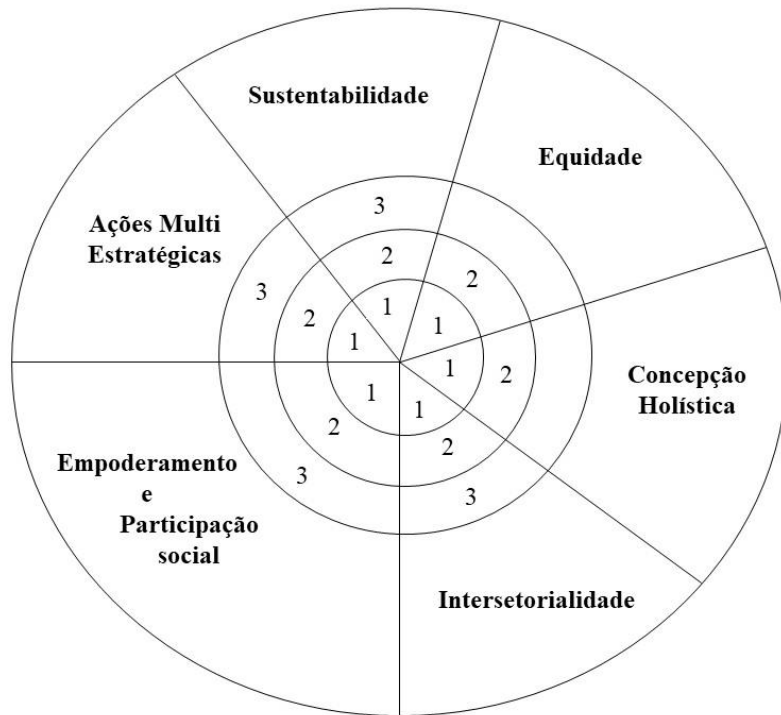 Sustentabilidade
Equidade
Ações Multi
Estratégicas
Concepção
Holística
Empoderamento
e
Participação
social
Intersetorialidade
3
2
2
3
2
1
1
1
1
2
1
1
2
2
3
3